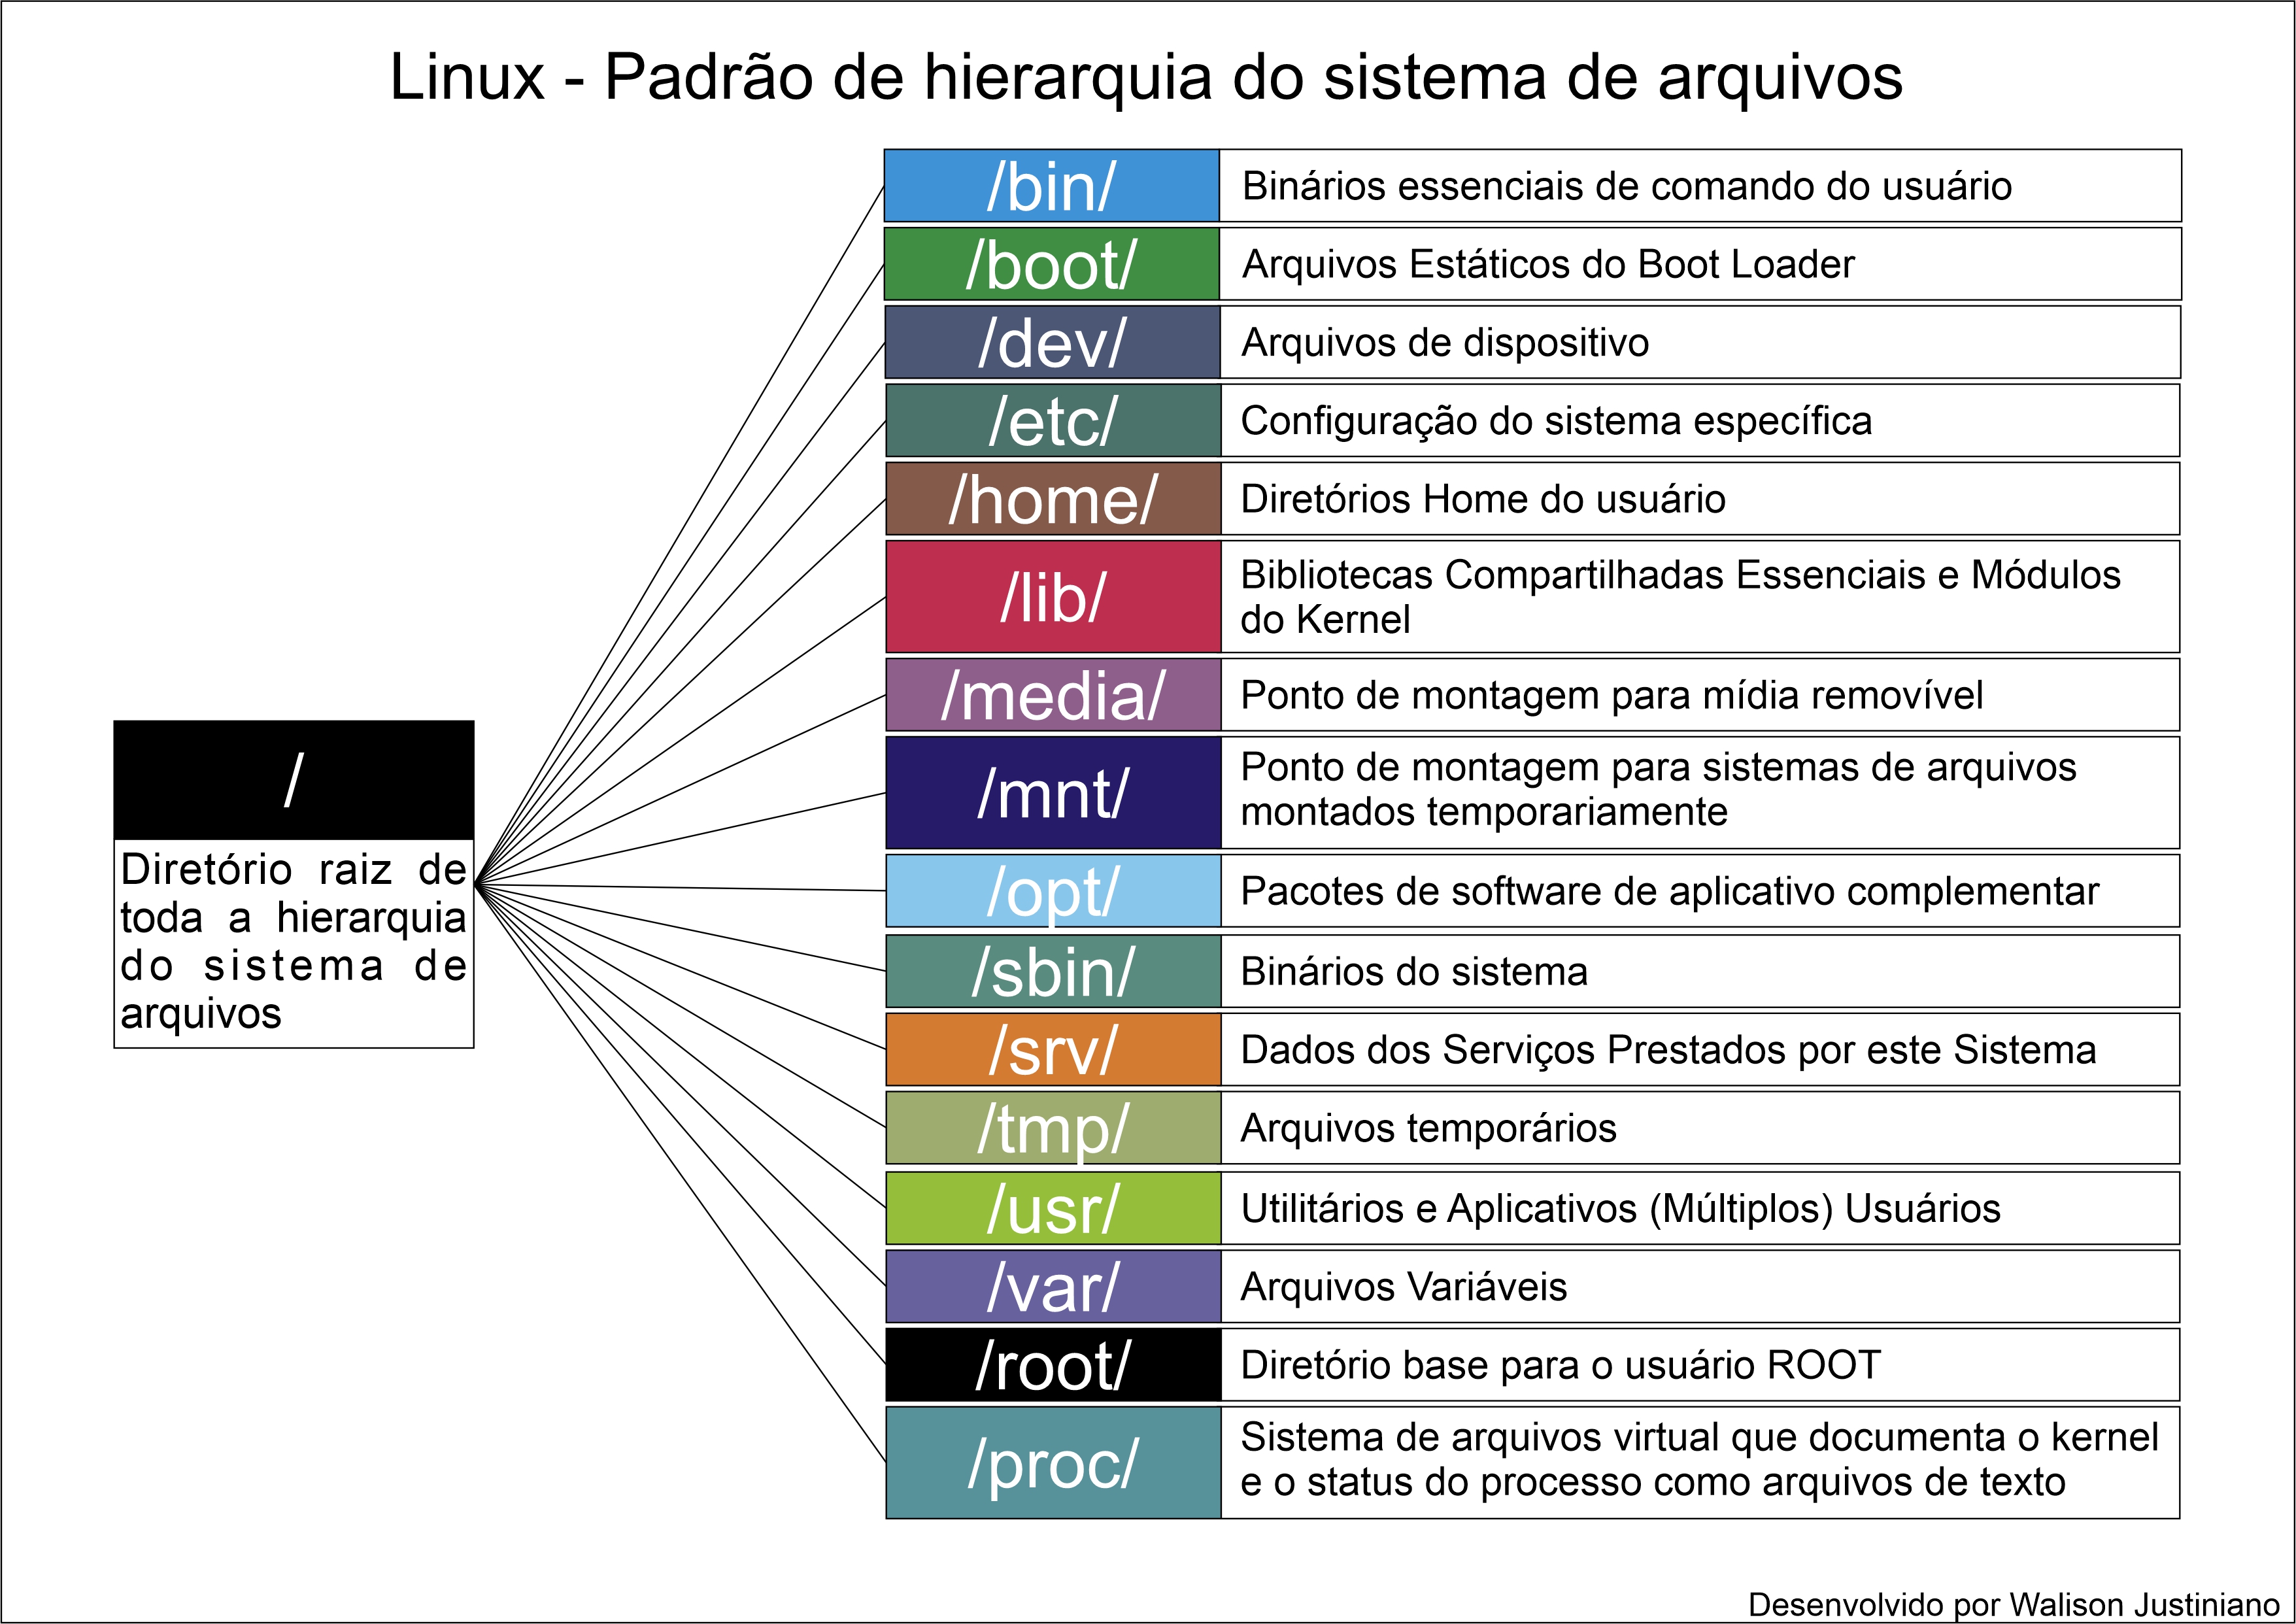 Linux - Padrão de hierarquia do sistema de arquivos
/
Diretório raiz de
toda a hierarquia
do sistema de
arquivos
/bin/ Binários essenciais de comando do usuário
/boot/ Arquivos Estáticos do Boot Loader
/dev/ Arquivos de dispositivo
/etc/ Configuração do sistema específica
/home/ Diretórios Home do usuário
/lib/ Bibliotecas Compartilhadas Essenciais e Módulos
do Kernel
/media/ Ponto de montagem para mídia removível
/mnt/ Ponto de montagem para sistemas de arquivos
montados temporariamente
/opt/ Pacotes de software de aplicativo complementar
/sbin/ Binários do sistema
/srv/ Dados dos Serviços Prestados por este Sistema
/tmp/ Arquivos temporários
/usr/ Utilitários e Aplicativos (Múltiplos) Usuários
/var/ Arquivos Variáveis
/root/ Diretório base para o usuário ROOT
/proc/ Sistema de arquivos virtual que documenta o kernel
e o status do processo como arquivos de texto
Desenvolvido por Walison Justiniano